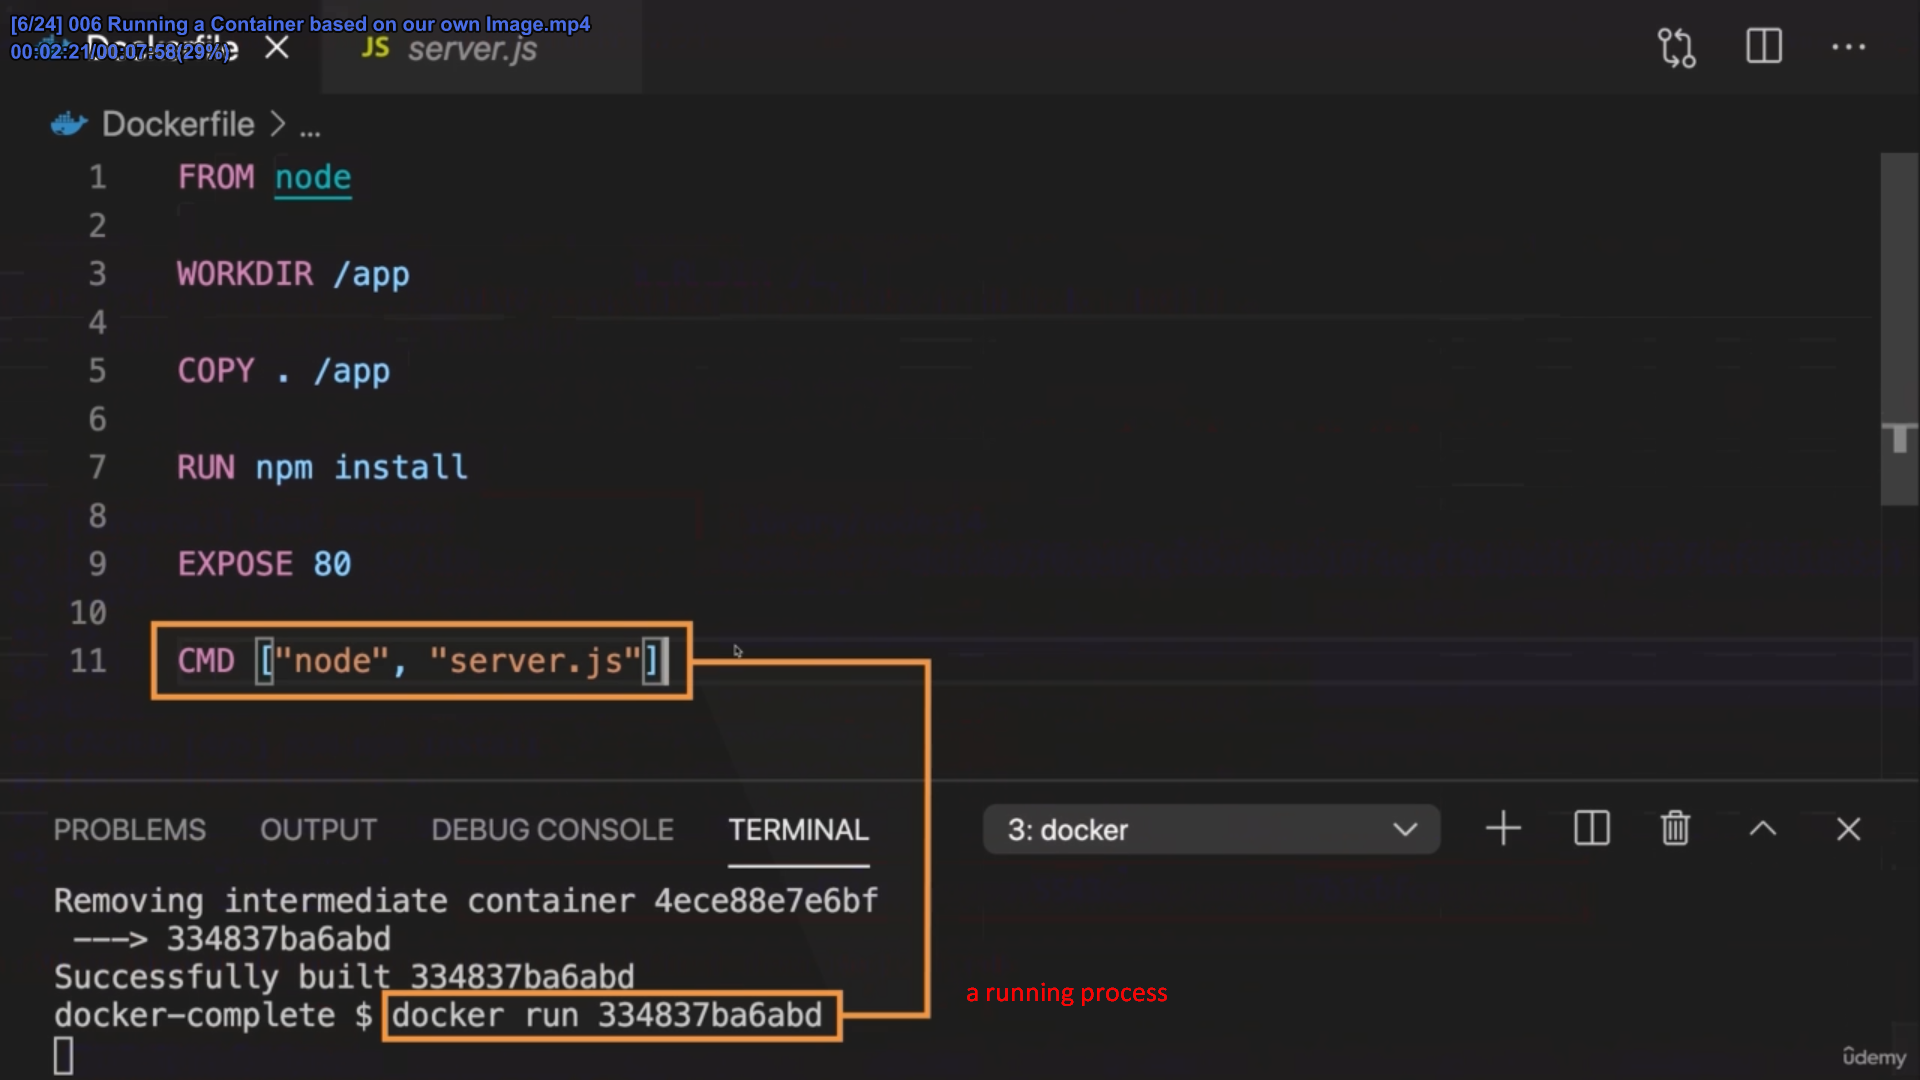 [6/24] 006 Running a Container based on our own Image.mp4
00:02:21/00:07:58(29%)
Dockerfile
JS server.js
Dockerfile > ...
1 FROM node
2
3 WORKDIR /app
4
5 COPY . /app
6
7 RUN npm install
8
9 EXPOSE 80
10
11 CMD ["node", "server.js"]
PROBLEMS OUTPUT DEBUG CONSOLE TERMINAL 3: docker
Removing intermediate container 4ece88e7e6bf
---> 334837ba6abd
Successfully built 334837ba6abd
docker-complete $ docker run 334837ba6abd
a running process
ûdemy